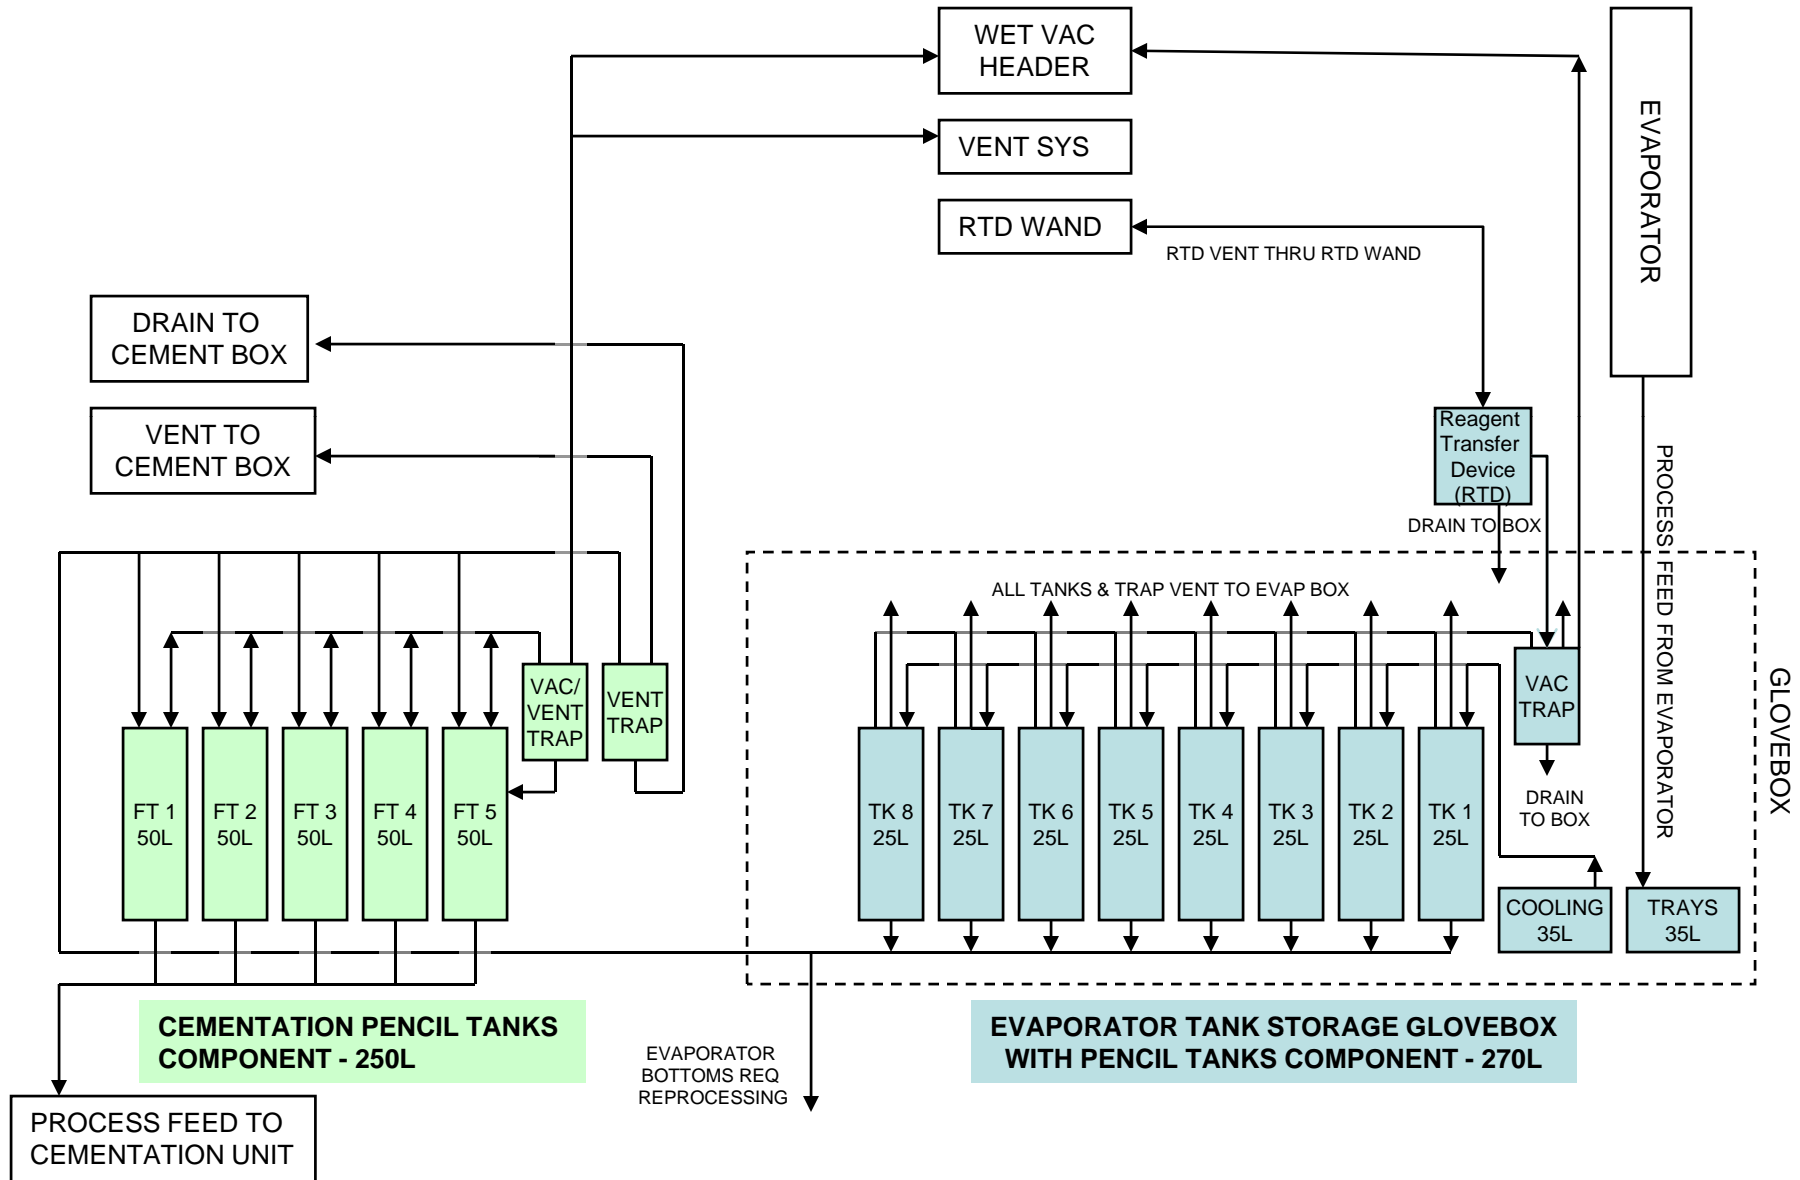 WET VAC
HEADER
VENT SYS
RTD WAND
RTD VENT THRU RTD WAND
EVAPORATOR
DRAIN TO
CEMENT BOX
VENT TO
CEMENT BOX
Reagent
Transfer
Device
(RTD)
DRAIN TO BOX
PROCESS FEED FROM EVAPORATOR
GLOVEBOX
ALL TANKS & TRAP VENT TO EVAP BOX
VAC/
VENT
TRAP
VENT
TRAP
VAC
TRAP
DRAIN
TO BOX
FT 1
50L
FT 2
50L
FT 3
50L
FT 4
50L
FT 5
50L
TK 8
25L
TK 7
25L
TK 6
25L
TK 5
25L
TK 4
25L
TK 3
25L
TK 2
25L
TK 1
25L
COOLING
35L
TRAYS
35L
CEMENTATION PENCIL TANKS
COMPONENT - 250L
EVAPORATOR
BOTTOMS REQ
REPROCESSING
EVAPORATOR TANK STORAGE GLOVEBOX
WITH PENCIL TANKS COMPONENT - 270L
PROCESS FEED TO
CEMENTATION UNIT